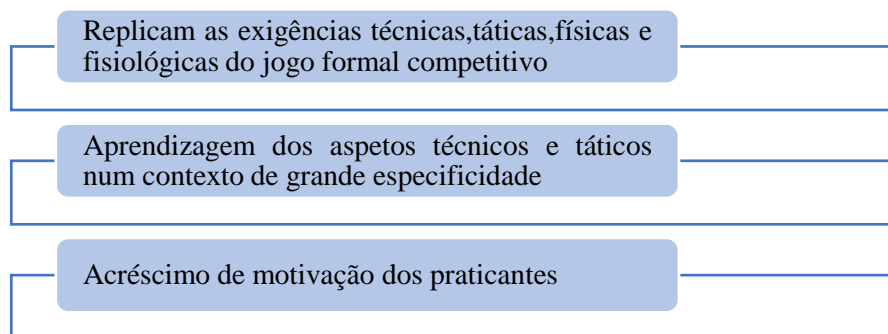 Replicam as exigências técnicas,táticas,físicas e
fisiológicas do jogo formal competitivo
Aprendizagem dos aspetos técnicos e táticos
num contexto de grande especificidade
Acréscimo de motivação dos praticantes